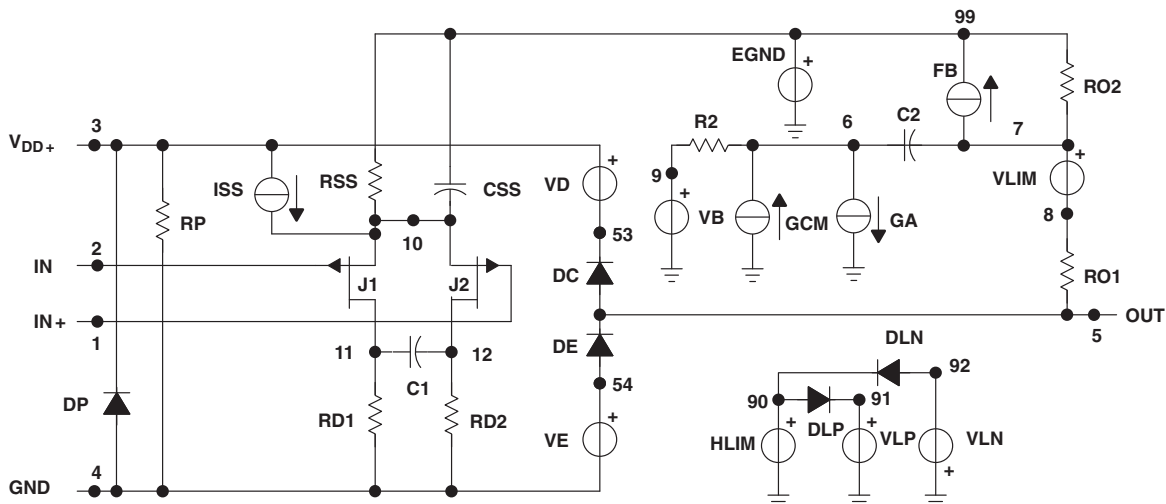 99
EGND
+
FB
RO2
3
VDD+
R2
6
C2
7
+
ISS
RSS
CSS
+
VD
9
+
VB
GCM
GA
VLIM
8
RP
10
53
2
IN
J1
J2
DC
RO1
IN+
1
OUT
5
11
12
DE
DLN
92
C1
54
90
91
DP
RD1
RD2
+
VE
DLP
HLIM
+
VLP
+
VLN
+
4
GND